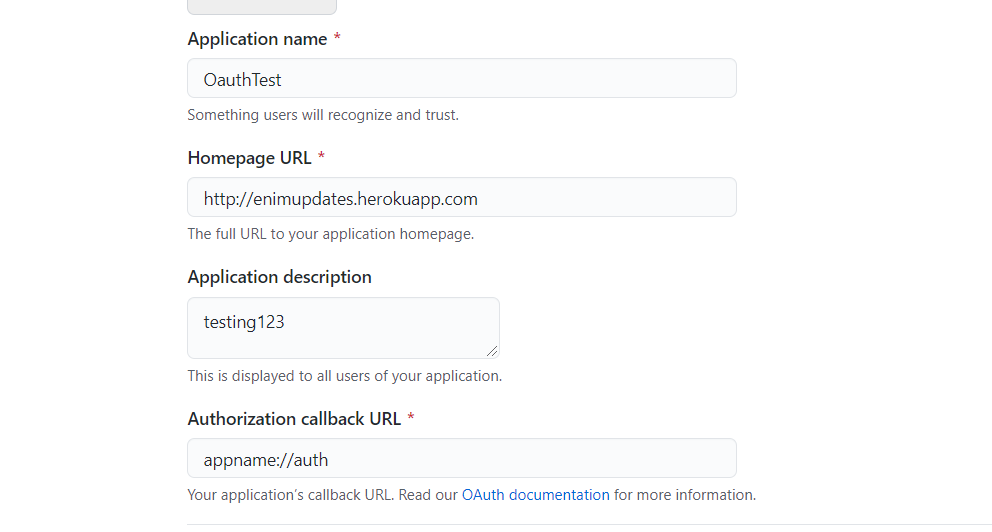 Application name *
OauthTest
Something users will recognize and trust.
Homepage URL *
http://enimupdates.herokuapp.com
The full URL to your application homepage.
Application description
testing123
This is displayed to all users of your application.
Authorization callback URL *
appname://auth
Your application’s callback URL. Read our OAuth documentation for more information.